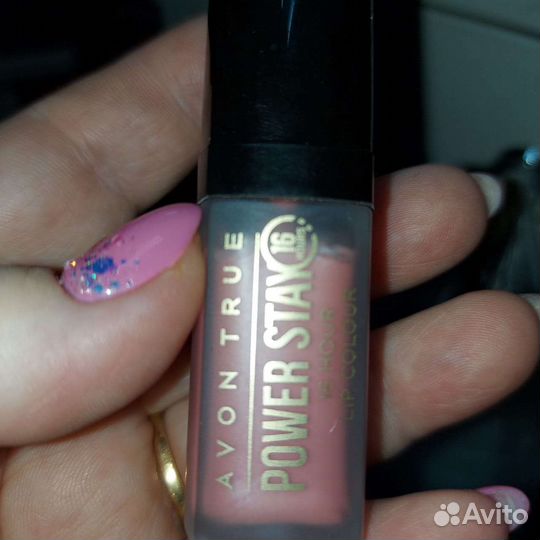 AVON TRUE
POWER STAY 16
16 HOUR
LIP COLOUR
Avito